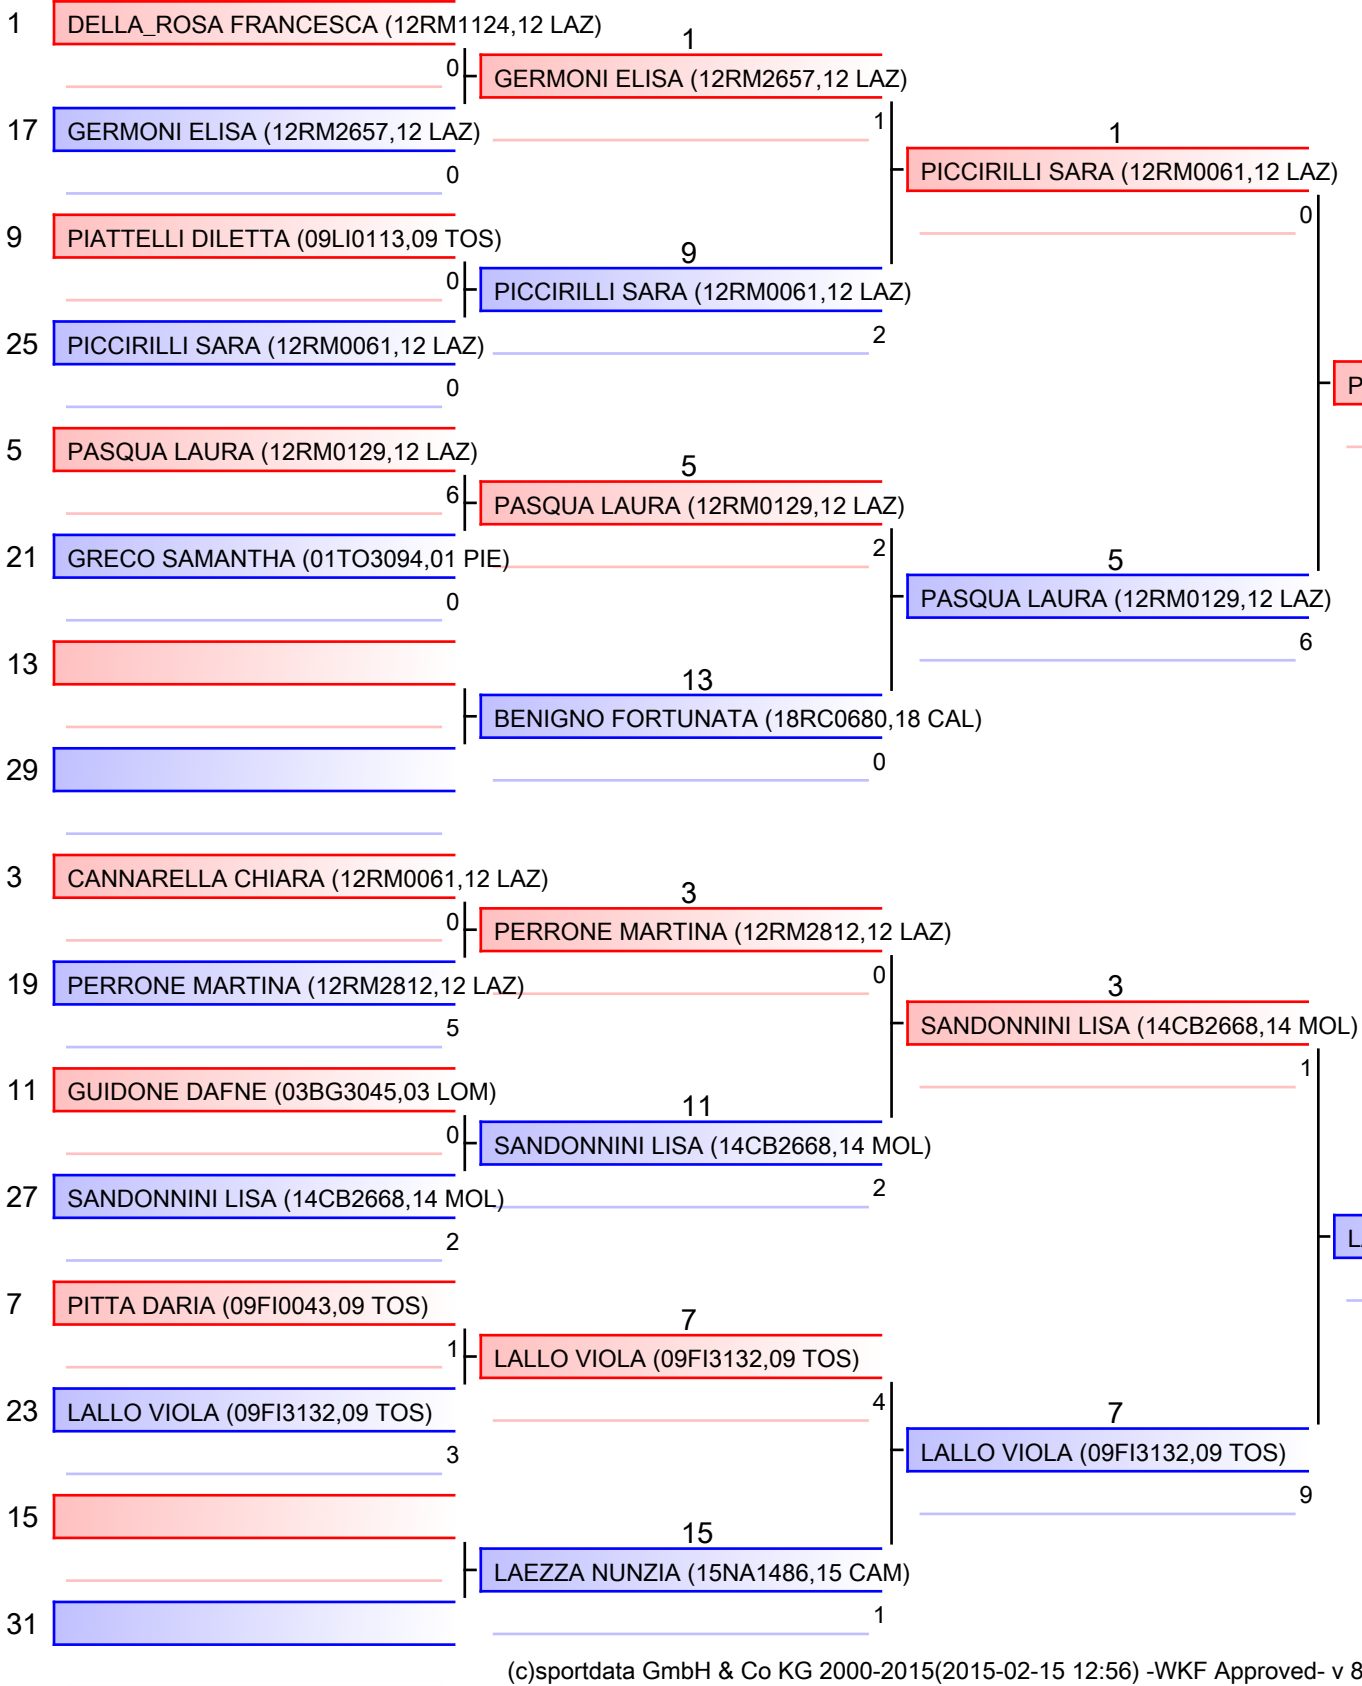 1 DELLA_ROSA FRANCESCA (12RM1124,12 LAZ)
1
0
GERMONI ELISA (12RM2657,12 LAZ)
17 GERMONI ELISA (12RM2657,12 LAZ)
1
1
0
PICCIRILLI SARA (12RM0061,12 LAZ)
0
9 PIATTELLI DILETTA (09LI0113,09 TOS)
9
0
PICCIRILLI SARA (12RM0061,12 LAZ)
25 PICCIRILLI SARA (12RM0061,12 LAZ)
2
0
P
5 PASQUA LAURA (12RM0129,12 LAZ)
5
6
PASQUA LAURA (12RM0129,12 LAZ)
21 GRECO SAMANTHA (01TO3094,01 PIE)
2
5
0
PASQUA LAURA (12RM0129,12 LAZ)
6
13
13
BENIGNO FORTUNATA (18RC0680,18 CAL)
29
0
3 CANNARELLA CHIARA (12RM0061,12 LAZ)
3
0
PERRONE MARTINA (12RM2812,12 LAZ)
19 PERRONE MARTINA (12RM2812,12 LAZ)
0
3
5
SANDONNINI LISA (14CB2668,14 MOL)
1
11 GUIDONE DAFNE (03BG3045,03 LOM)
11
0
SANDONNINI LISA (14CB2668,14 MOL)
27 SANDONNINI LISA (14CB2668,14 MOL)
2
2
7 PITTA DARIA (09FI0043,09 TOS)
7
1
LALLO VIOLA (09FI3132,09 TOS)
23 LALLO VIOLA (09FI3132,09 TOS)
4
7
3
LALLO VIOLA (09FI3132,09 TOS)
9
15
15
LAEZZA NUNZIA (15NA1486,15 CAM)
31
1
(c)sportdata GmbH & Co KG 2000-2015(2015-02-15 12:56) -WKF Approved- v 8